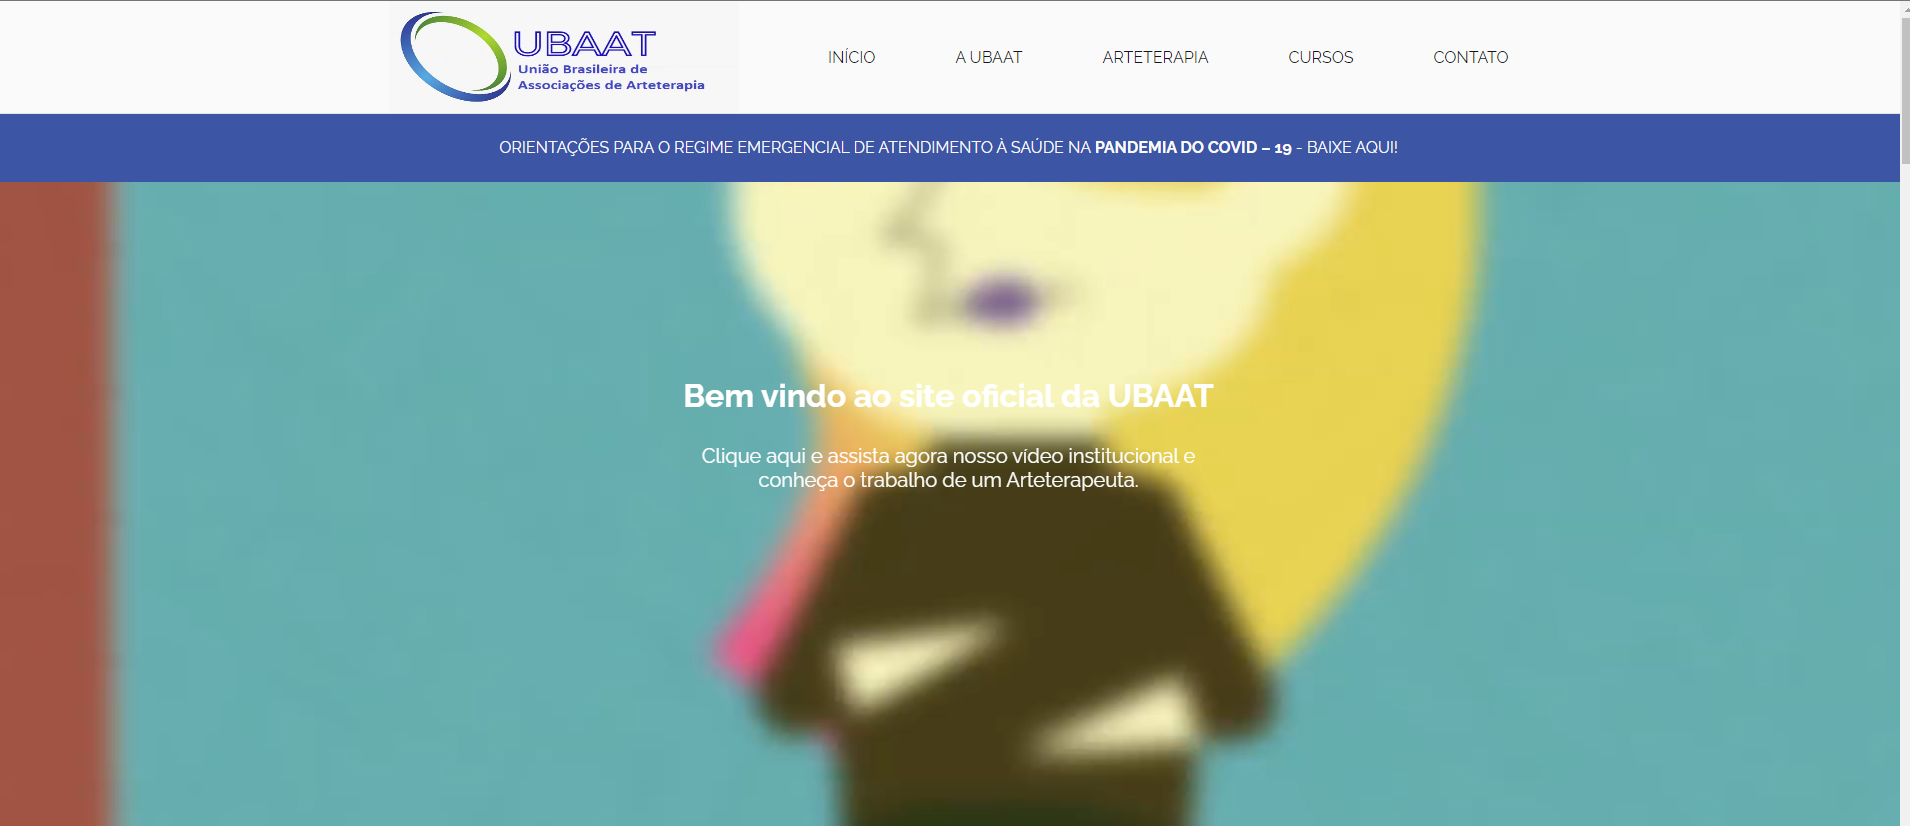 UBAAT
União Brasileira de
Associações de Arteterapia
INÍCIO
A UBAAT
ARTETERAPIA
CURSOS
CONTATO
ORIENTAÇÕES PARA O REGIME EMERGENCIAL DE ATENDIMENTO À SAÚDE NA PANDEMIA DO COVID – 19 - BAIXE AQUI!
Bem vindo ao site oficial da UBAAT
Clique aqui e assista agora nosso vídeo institucional e
conheça o trabalho de um Arteterapeuta.